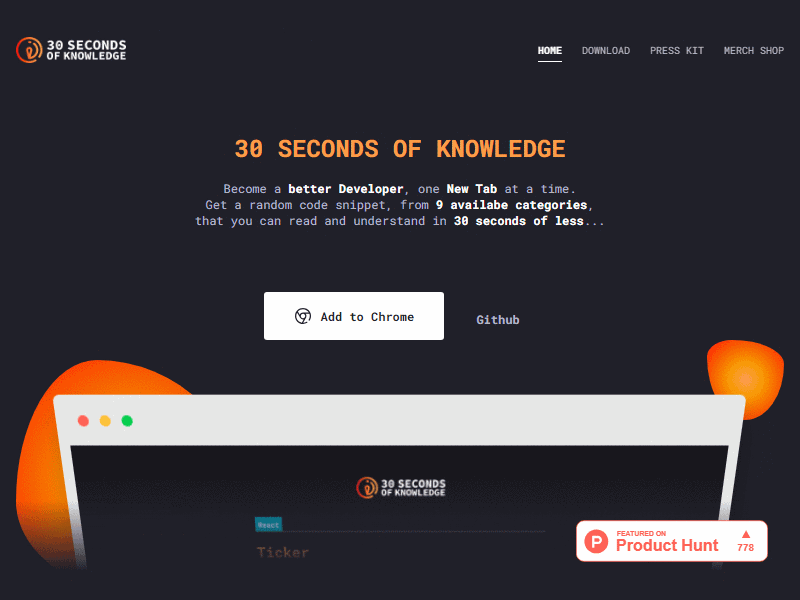 30 SECONDS
OF KNOWLEDGE
HOME DOWNLOAD PRESS KIT MERCH SHOP
30 SECONDS OF KNOWLEDGE
Become a better Developer, one New Tab at a time.
Get a random code snippet, from 9 availabe categories,
that you can read and understand in 30 seconds of less...
Add to Chrome
Github
30 SECONDS
OF KNOWLEDGE
React
Ticker
FEATURED ON
Product Hunt
778